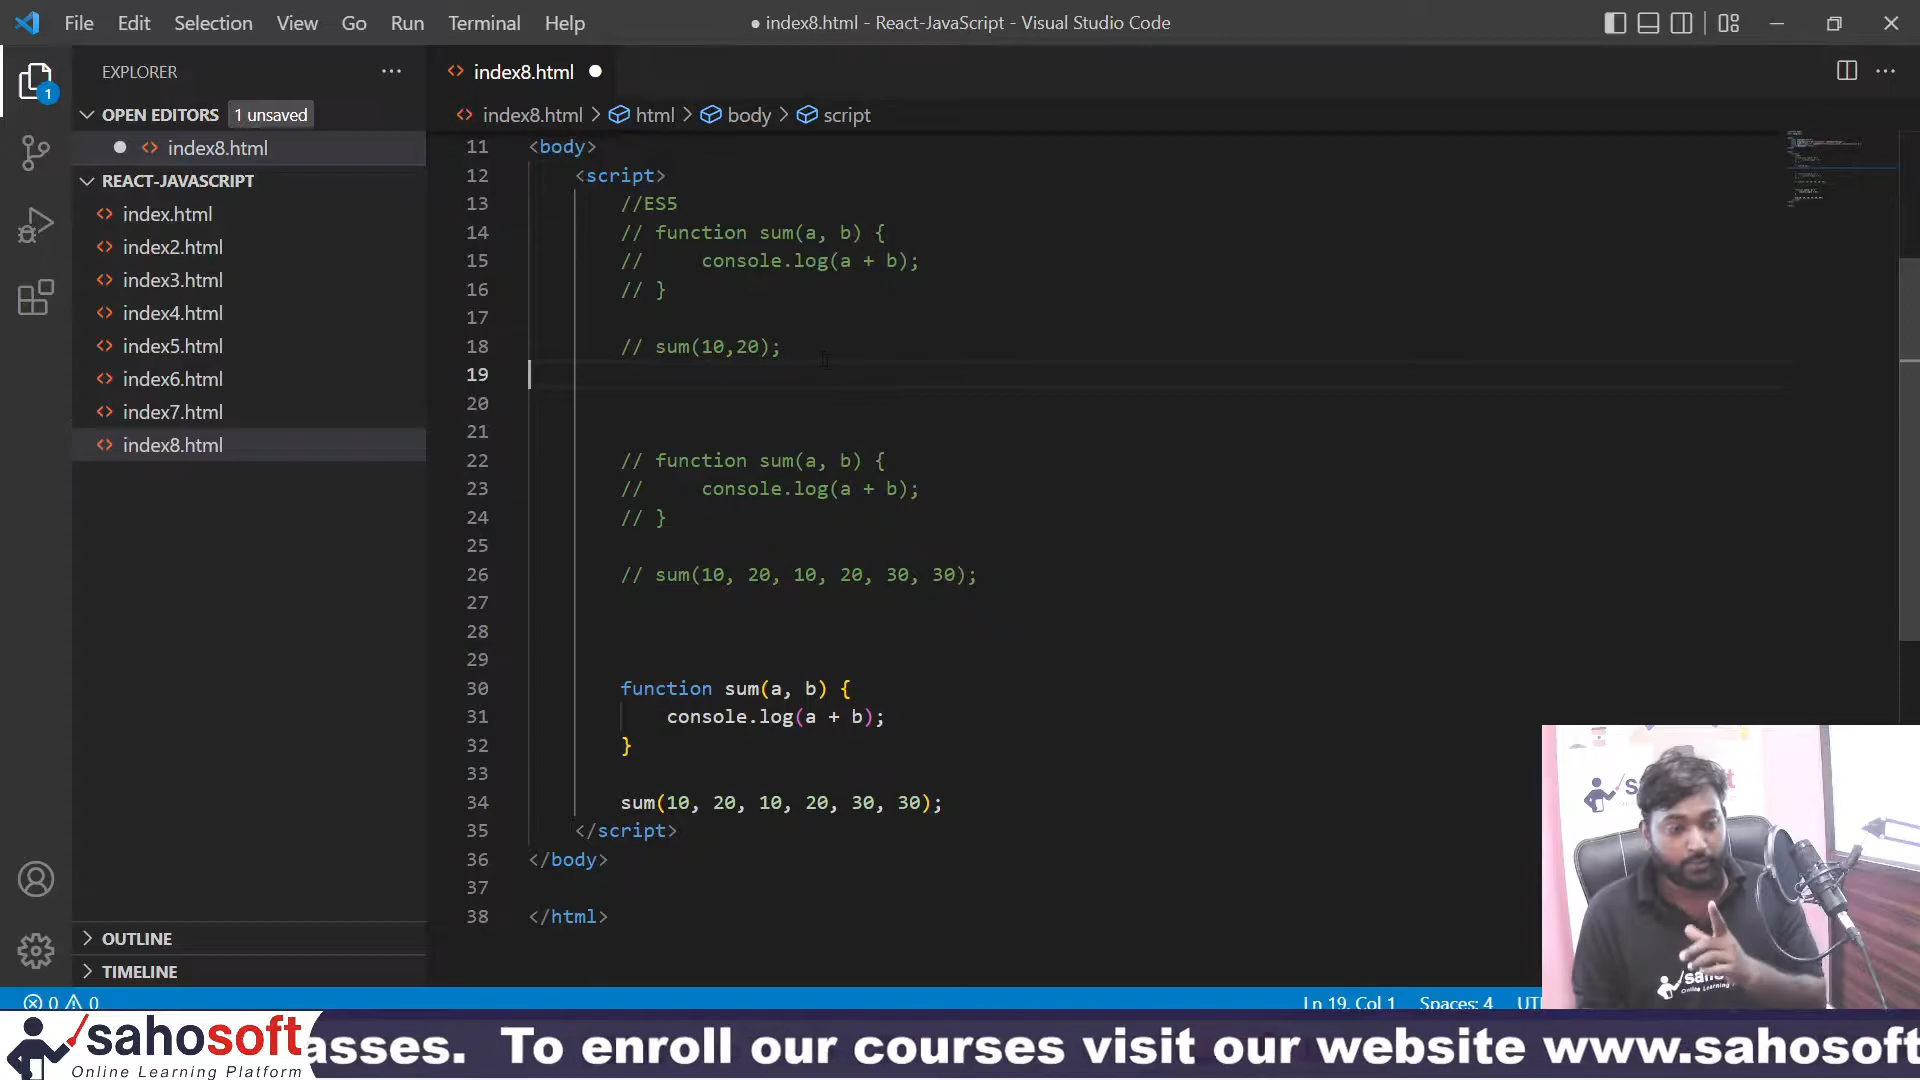 File Edit Selection View Go Run Terminal Help
● index8.html - React-JavaScript - Visual Studio Code
EXPLORER
OPEN EDITORS 1 unsaved
index8.html
REACT-JAVASCRIPT
index.html
index2.html
index3.html
index4.html
index5.html
index6.html
index7.html
index8.html
OUTLINE
TIMELINE
1
index8.html
index8.html > html > body > script
11 <body>
12 <script>
13 //ES5
14 // function sum(a, b) {
15 //     console.log(a + b);
16 // }
17
18 // sum(10,20);
19
20
21
22 // function sum(a, b) {
23 //     console.log(a + b);
24 // }
25
26 // sum(10, 20, 10, 20, 30, 30);
27
28
29
30 function sum(a, b) {
31 console.log(a + b);
32 }
33
34 sum(10, 20, 10, 20, 30, 30);
35 </script>
36 </body>
37
38 </html>
0 0
Ln 19, Col 1 Spaces: 4
sahosoft
Online Learning Platform
asses. To enroll our courses visit our website www.sahosoft